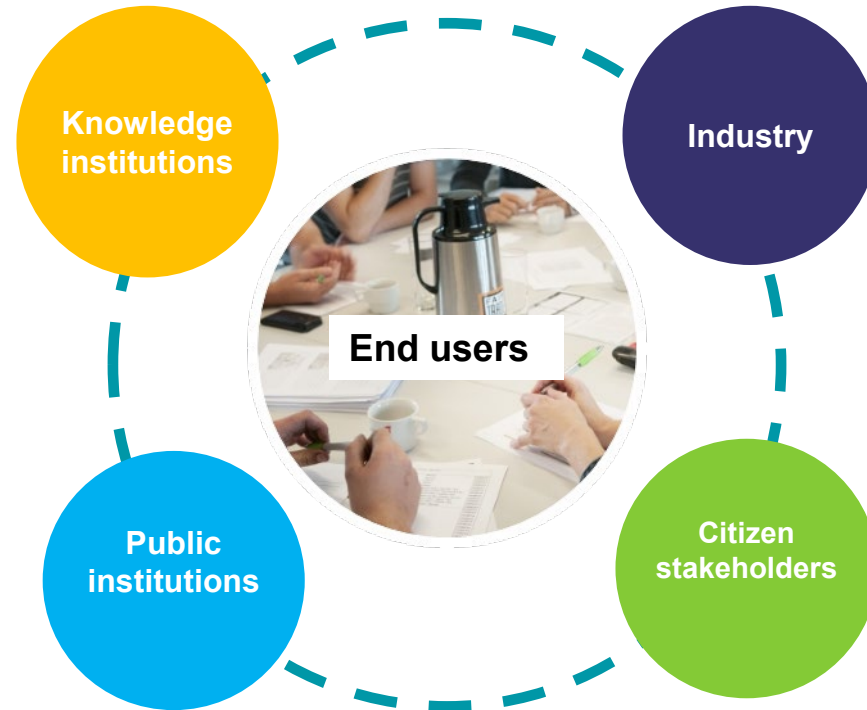 Knowledge
institutions
Industry
End users
Public
institutions
Citizen
stakeholders